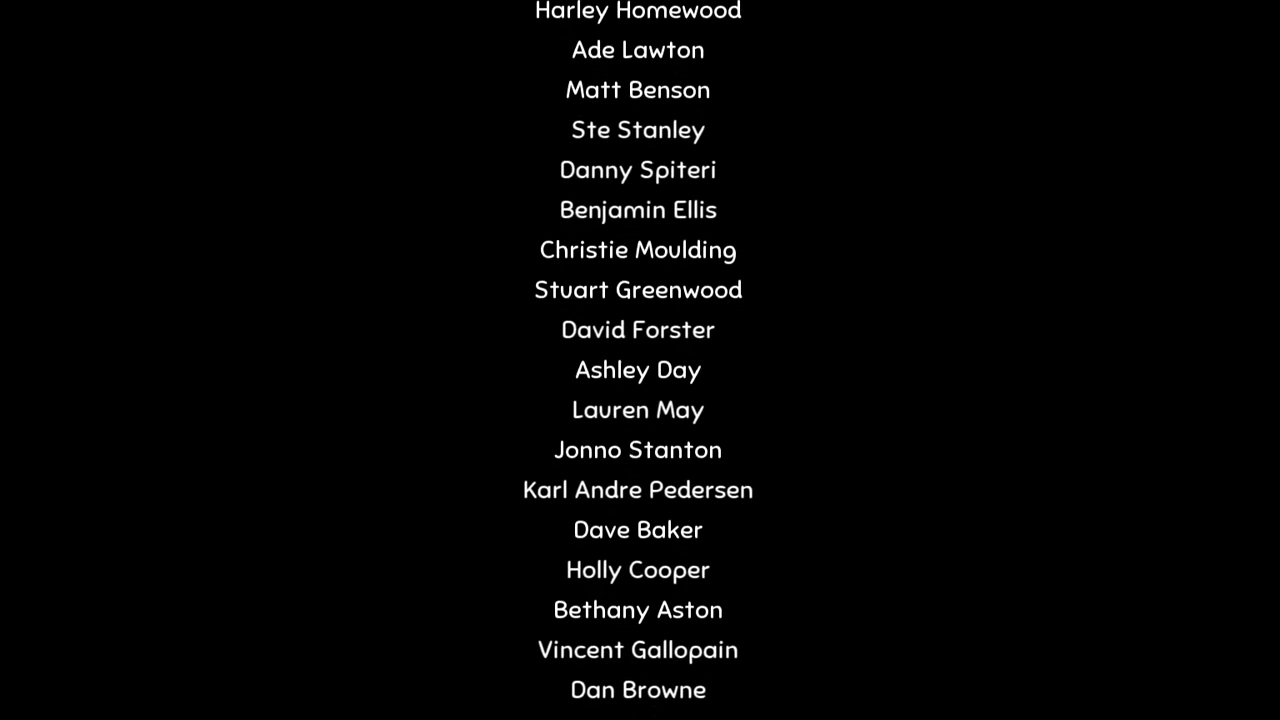 Harley Homewood
Ade Lawton
Matt Benson
Ste Stanley
Danny Spiteri
Benjamin Ellis
Christie Moulding
Stuart Greenwood
David Forster
Ashley Day
Lauren May
Jonno Stanton
Karl Andre Pedersen
Dave Baker
Holly Cooper
Bethany Aston
Vincent Gallopain
Dan Browne